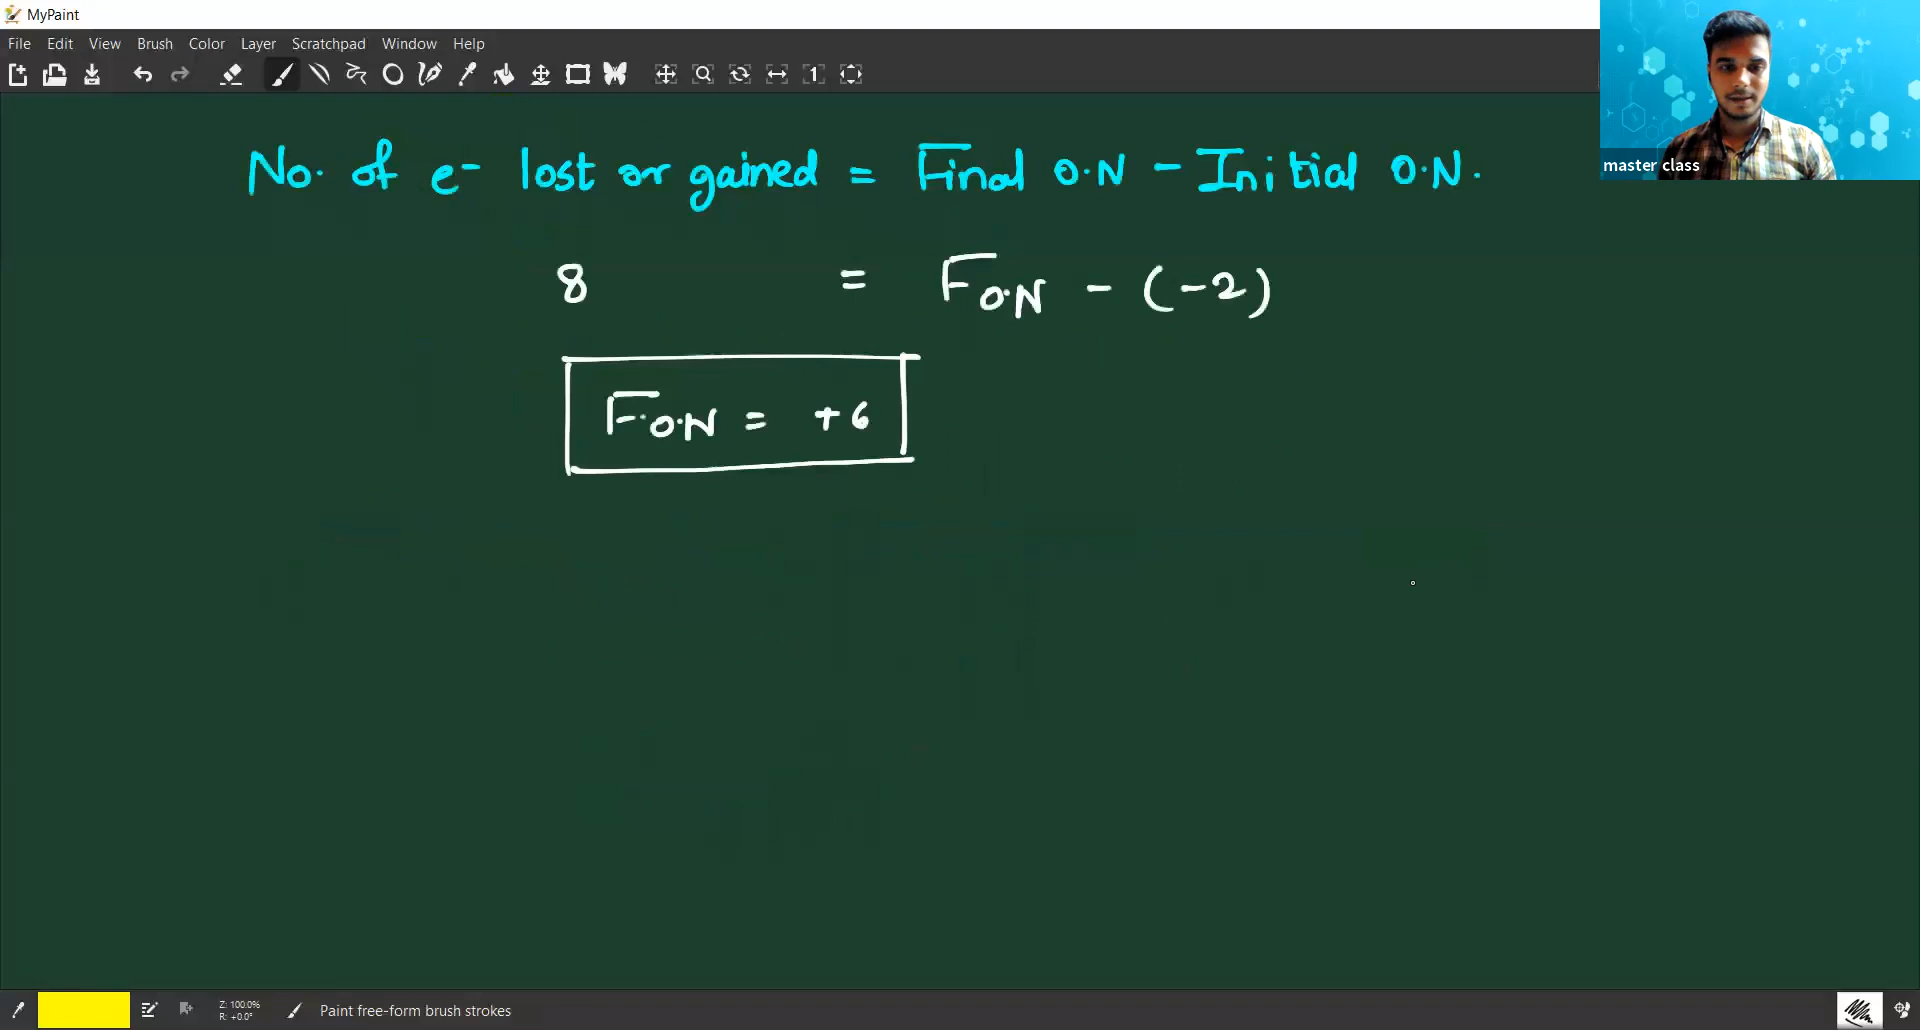 MyPaint
File Edit View Brush Color Layer Scratchpad Window Help
1
master class
No. of e- lost or gained = Final O.N - Initial O.N.
8 = F O.N - (-2)
F. O.N = +6
Z: 100.0%
R: +0.0°
Paint free-form brush strokes